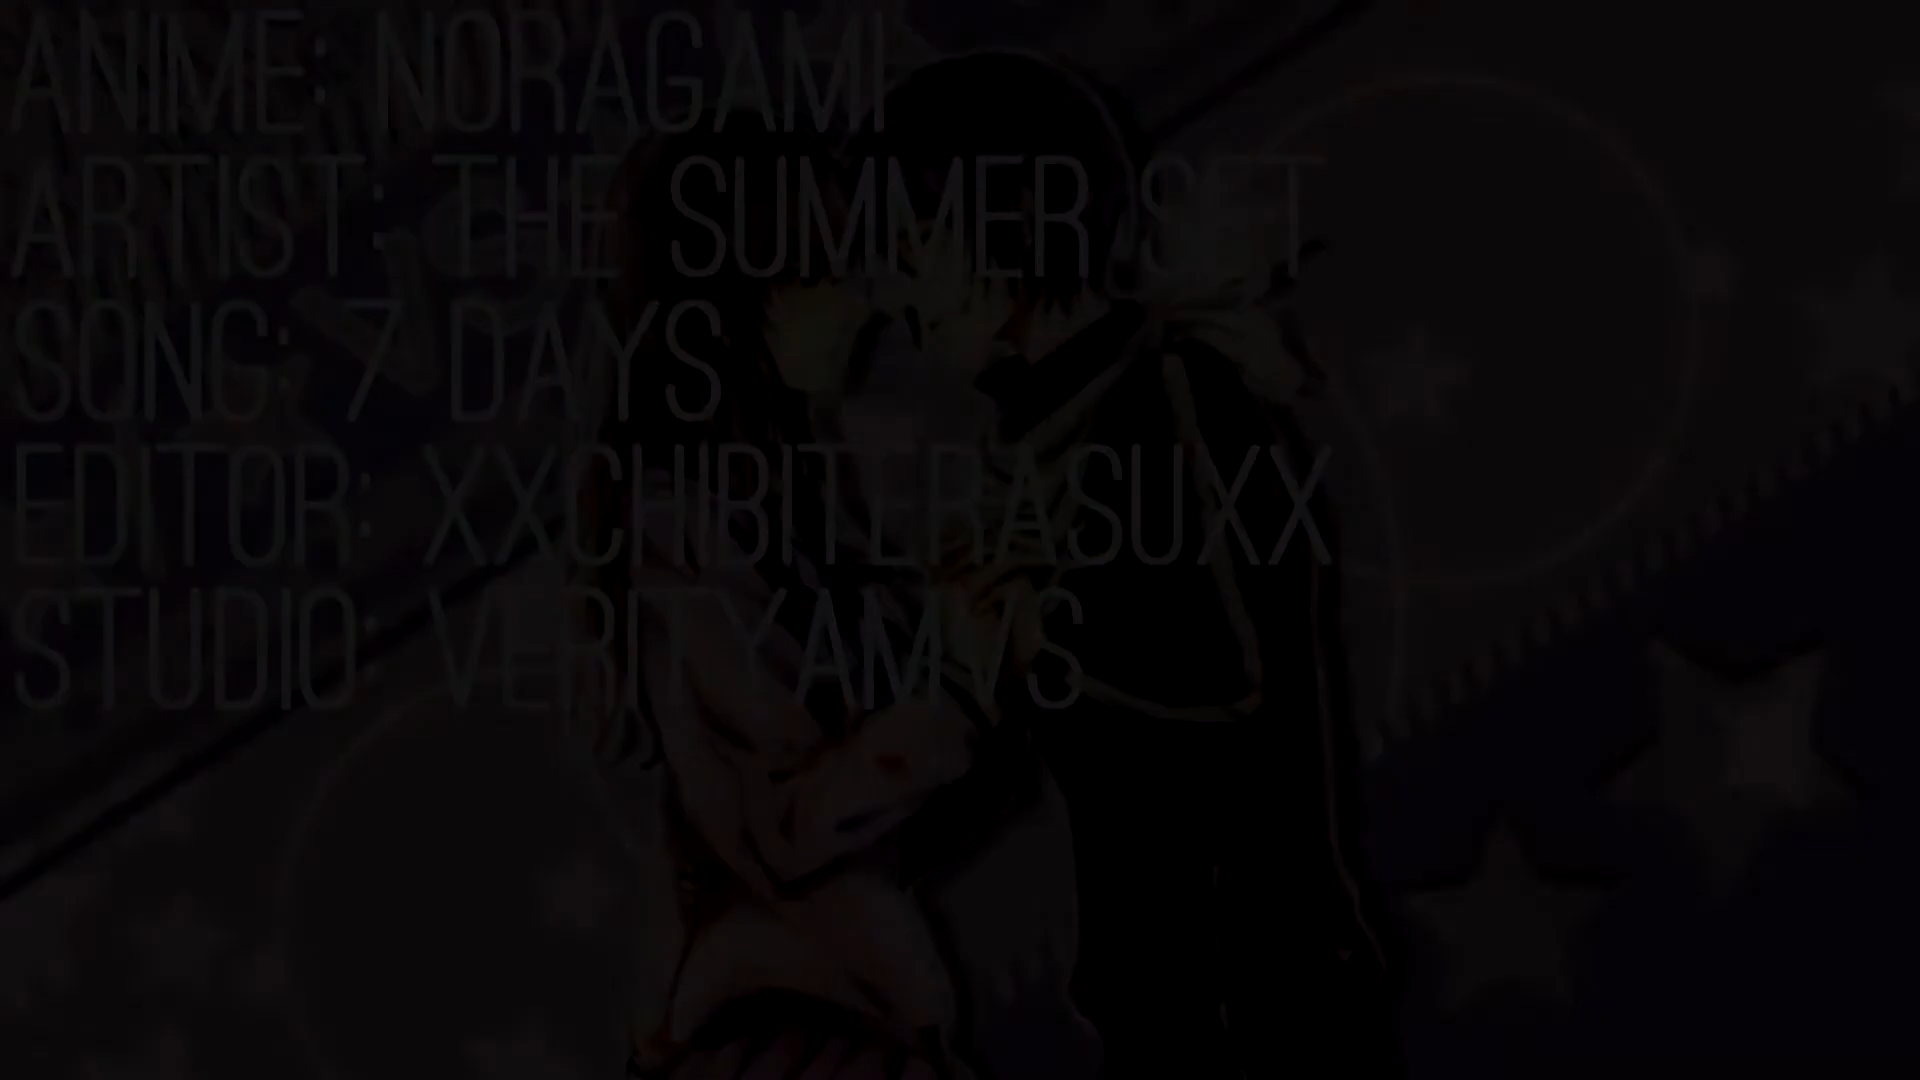 ANIME: NORAGAMI
ARTIST: THE SUMMER SET
SONG: 7 DAYS
EDITOR: XXCHIBITERASUXX
STUDIO: VERITYAMVS